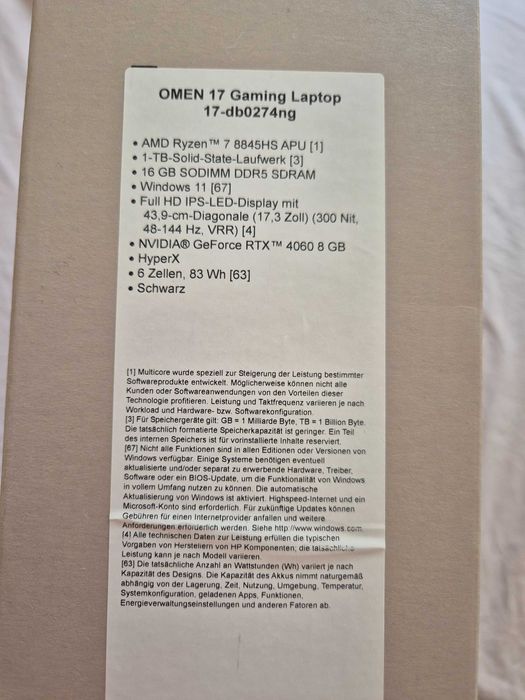 OMEN 17 Gaming Laptop
17-db0274ng
• AMD Ryzen™ 7 8845HS APU [1]
• 1-TB-Solid-State-Laufwerk [3]
• 16 GB SODIMM DDR5 SDRAM
• Windows 11 [67]
• Full HD IPS-LED-Display mit
43,9-cm-Diagonale (17,3 Zoll) (300 Nit,
48-144 Hz, VRR) [4]
• NVIDIA® GeForce RTX™ 4060 8 GB
• HyperX
• 6 Zellen, 83 Wh [63]
• Schwarz
[1] Multicore wurde speziell zur Steigerung der Leistung bestimmter
Softwareprodukte entwickelt. Möglicherweise können nicht alle
Kunden oder Softwareanwendungen von den Vorteilen dieser
Technologie profitieren. Leistung und Taktfrequenz variieren je nach
Workload und Hardware- bzw. Softwarekonfiguration.
[3] Für Speichergeräte gilt: GB = 1 Milliarde Byte, TB = 1 Billion Byte.
Die tatsächlich formatierte Speicherkapazität ist geringer. Ein Teil
des internen Speichers ist für vorinstallierte Inhalte reserviert.
[67] Nicht alle Funktionen sind in allen Editionen oder Versionen von
Windows verfügbar. Einige Systeme benötigen eventuell
aktualisierte und/oder separat zu erwerbende Hardware, Treiber,
Software oder ein BIOS-Update, um die Funktionalität von Windows
in vollem Umfang nutzen zu können. Die automatische
Aktualisierung von Windows ist aktiviert. Highspeed-Internet und ein
Microsoft-Konto sind erforderlich. Für zukünftige Updates können
Gebühren für einen Internetprovider anfallen und weitere
Anforderungen erforderlich werden. Siehe http://www.windows.com.
[4] Alle technischen Daten zur Leistung erfüllen die typischen
Vorgaben von Herstellern von HP Komponenten; die tatsächliche
Leistung kann je nach Modell variieren.
[63] Die tatsächliche Anzahl an Wattstunden (Wh) variiert je nach
Kapazität des Designs. Die Kapazität des Akkus nimmt naturgemäß
abhängig von der Lagerung, Zeit, Nutzung, Umgebung, Temperatur,
Systemkonfiguration, geladenen Apps, Funktionen,
Energieverwaltungseinstellungen und anderen Faktoren ab.